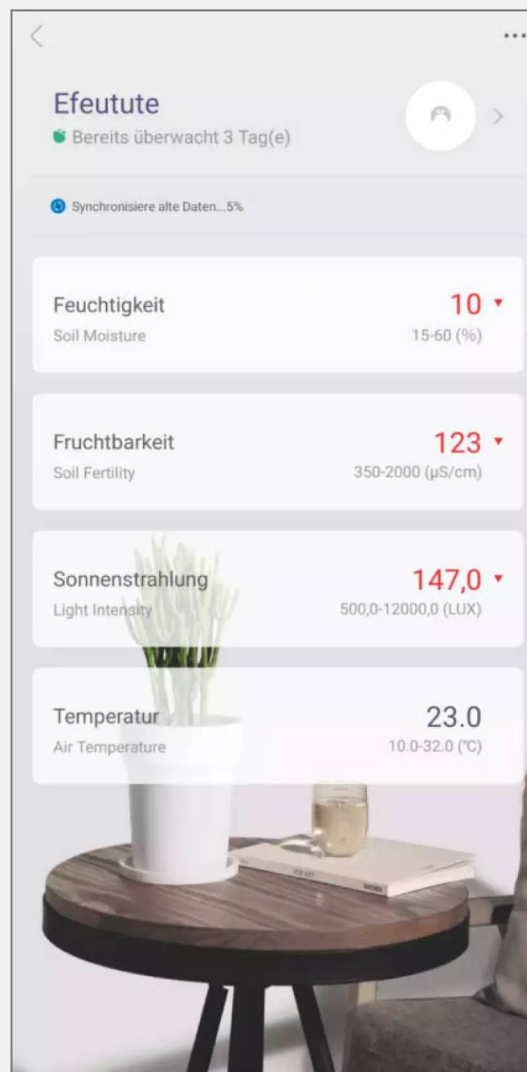 Efeutute
Bereits überwacht 3 Tag(e)
Synchronisiere alte Daten...5%
Feuchtigkeit
10
Soil Moisture
15-60 (%)
Fruchtbarkeit
123
Soil Fertility
350-2000 (µS/cm)
Sonnenstrahlung
147,0
Light Intensity
500,0-12000,0 (LUX)
Temperatur
23.0
Air Temperature
10.0-32.0 (°C)